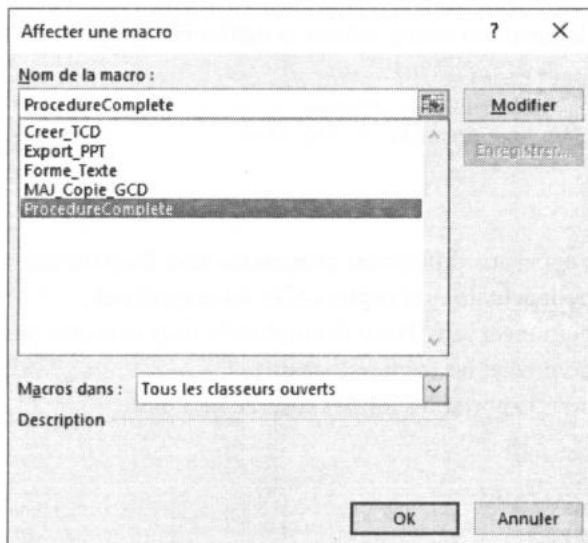 Affecter une macro ? ×
Nom de la macro :
ProcedureComplete
Modifier
Creer_TCD
Export_PPT
Forme_Texte
MAJ_Copie_GCD
ProcedureComplete
Enregistrer...
Macros dans : Tous les classeurs ouverts
Description
OK Annuler